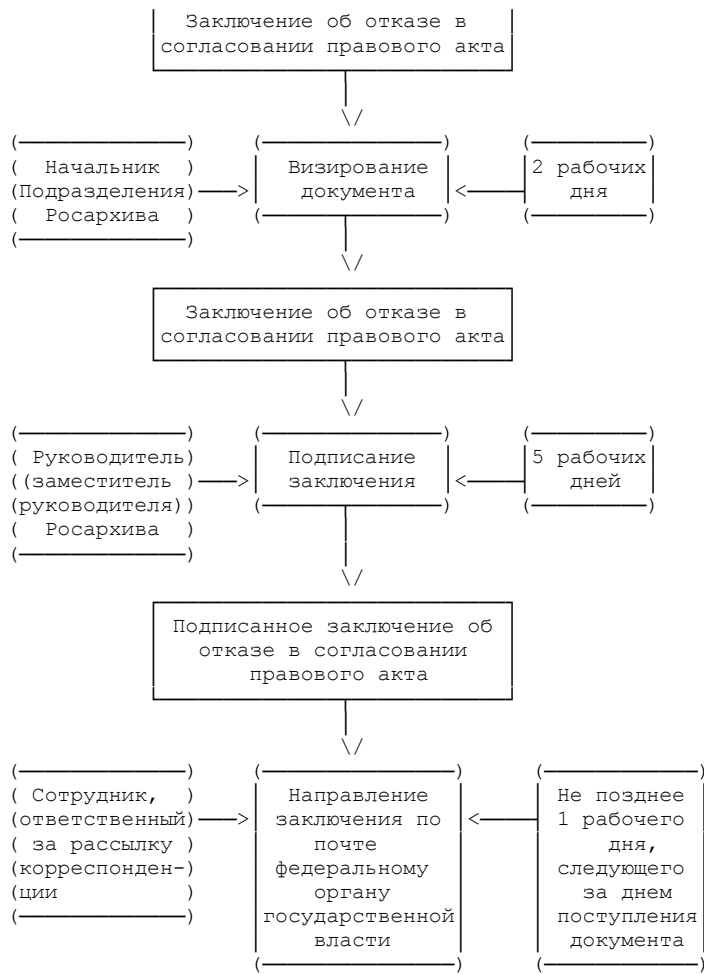 Заключение об отказе в
согласовании правового акта
Начальник
Подразделения
Росархива
Визирование
документа
2 рабочих
дня
Заключение об отказе в
согласовании правового акта
Руководитель
(заместитель
руководителя)
Росархива
Подписание
заключения
5 рабочих
дней
Подписанное заключение об
отказе в согласовании
правового акта
Сотрудник,
ответственный
за рассылку
корреспонден-
ции
Направление
заключения по
почте
федеральному
органу
государственной
власти
Не позднее
1 рабочего
дня,
следующего
за днем
поступления
документа